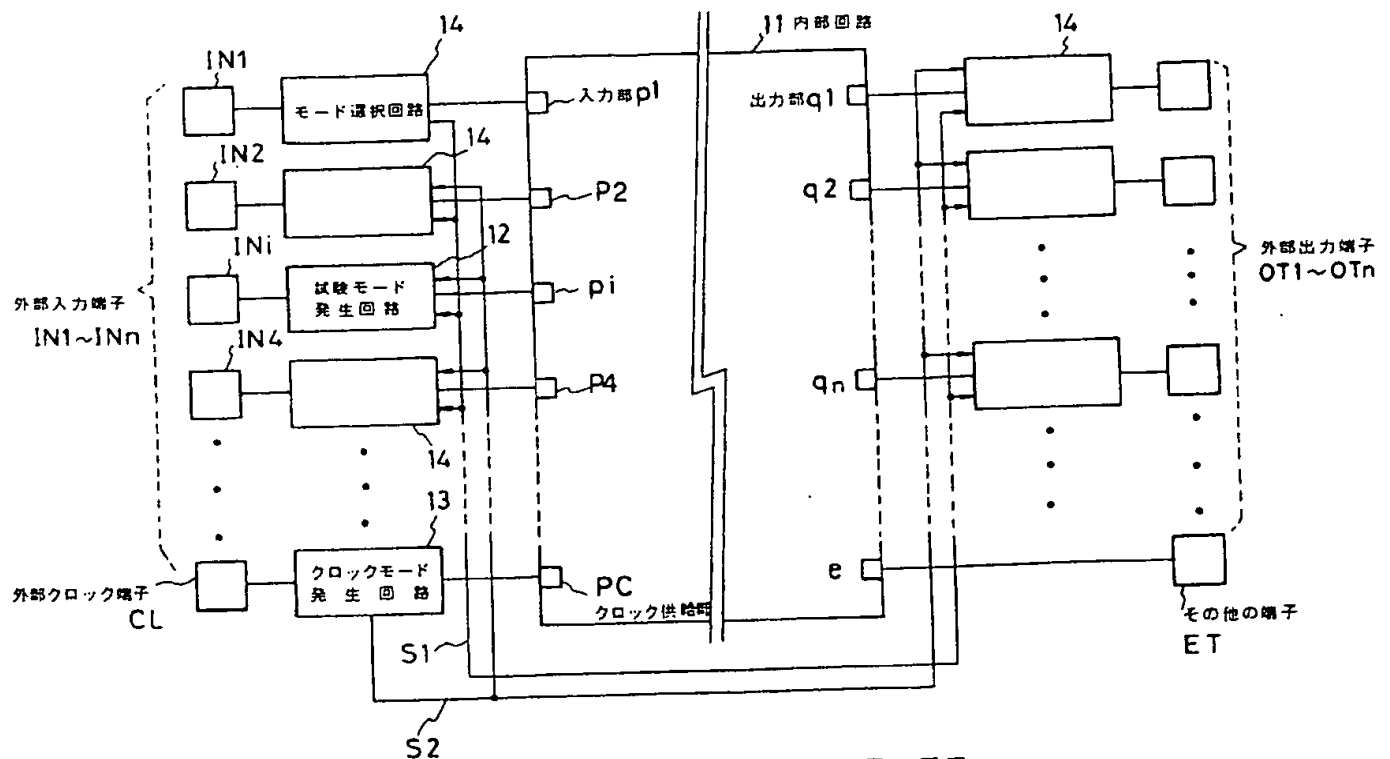 14
11 内部回路
14
IN1
モード選択回路
入力部p1
出力部q1
IN2
14
P2
q2
INi
12
試験モード
発生回路
pi
外部入力端子
IN1~INn
外部出力端子
OT1~OTn
IN4
P4
qn
14
13
クロックモード
発生回路
外部クロック端子
CL
PC
クロック供給部
e
その他の端子
ET
S1
S2